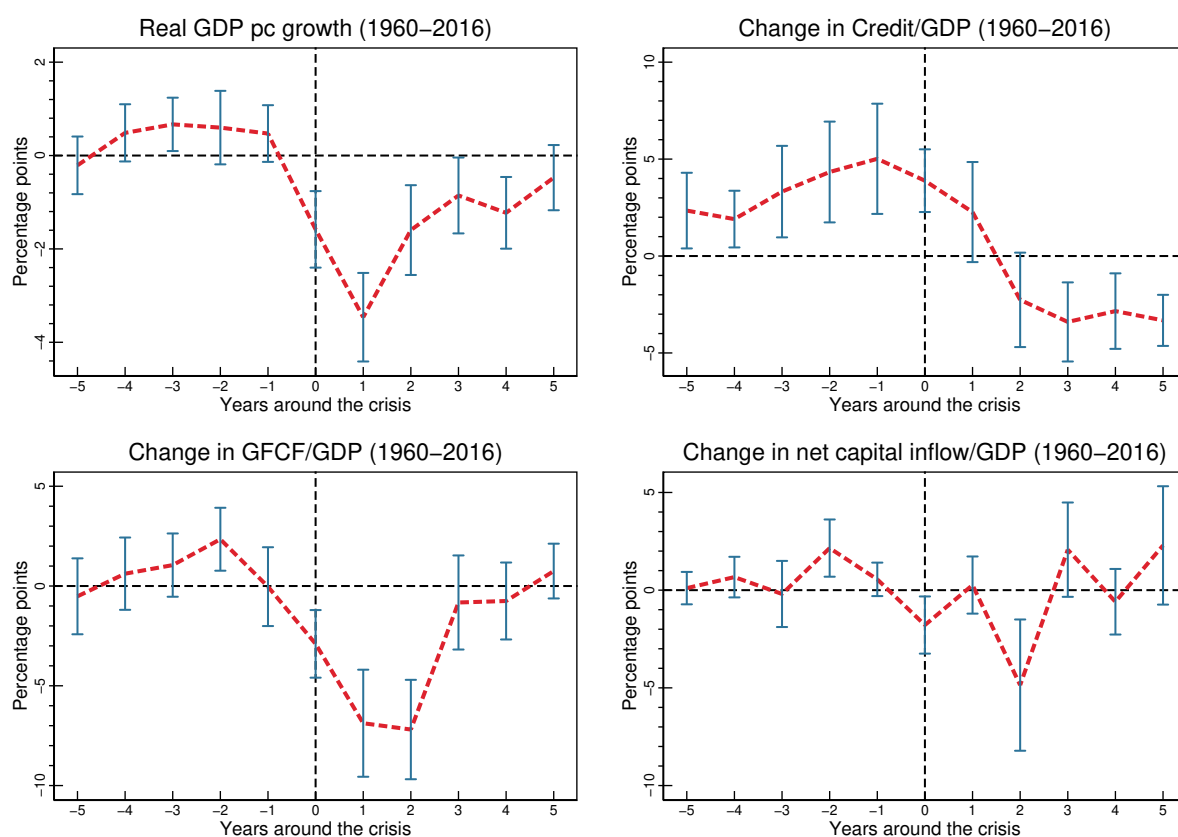 Real GDP pc growth (1960−2016)
Percentage points
2
0
−2
−4
−5 −4 −3 −2 −1 0 1 2 3 4 5
Years around the crisis
Change in Credit/GDP (1960−2016)
Percentage points
10
5
0
−5
−5 −4 −3 −2 −1 0 1 2 3 4 5
Years around the crisis
Change in GFCF/GDP (1960−2016)
Percentage points
5
0
−5
−10
−5 −4 −3 −2 −1 0 1 2 3 4 5
Years around the crisis
Change in net capital inflow/GDP (1960−2016)
Percentage points
5
0
−5
−10
−5 −4 −3 −2 −1 0 1 2 3 4 5
Years around the crisis